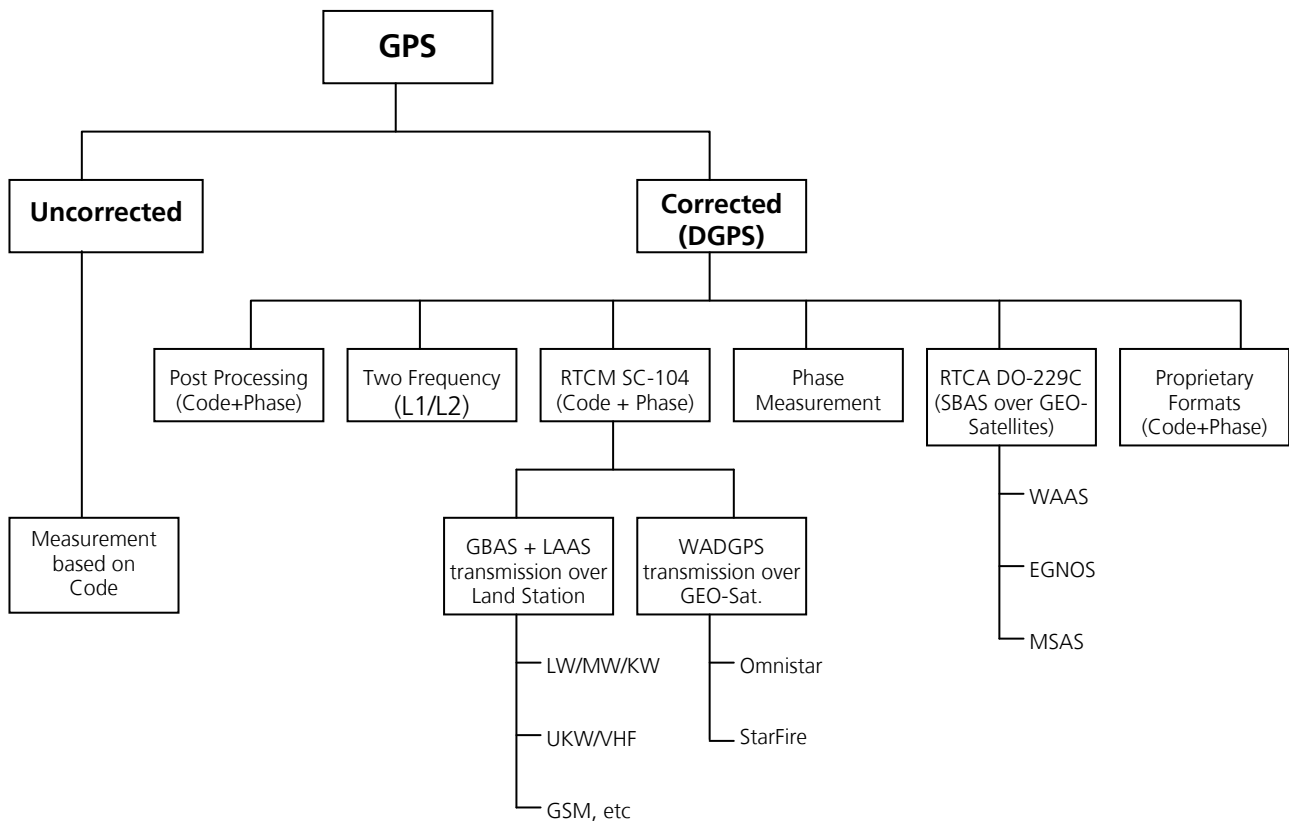 GPS
Uncorrected
Corrected
(DGPS)
Post Processing
(Code+Phase)
Two Frequency
(L1/L2)
RTCM SC-104
(Code + Phase)
Phase
Measurement
RTCA DO-229C
(SBAS over GEO-
Satellites)
Proprietary
Formats
(Code+Phase)
Measurement
based on
Code
GBAS + LAAS
transmission over
Land Station
WADGPS
transmission over
GEO-Sat.
WAAS
EGNOS
MSAS
LW/MW/KW
UKW/VHF
GSM, etc
Omnistar
StarFire